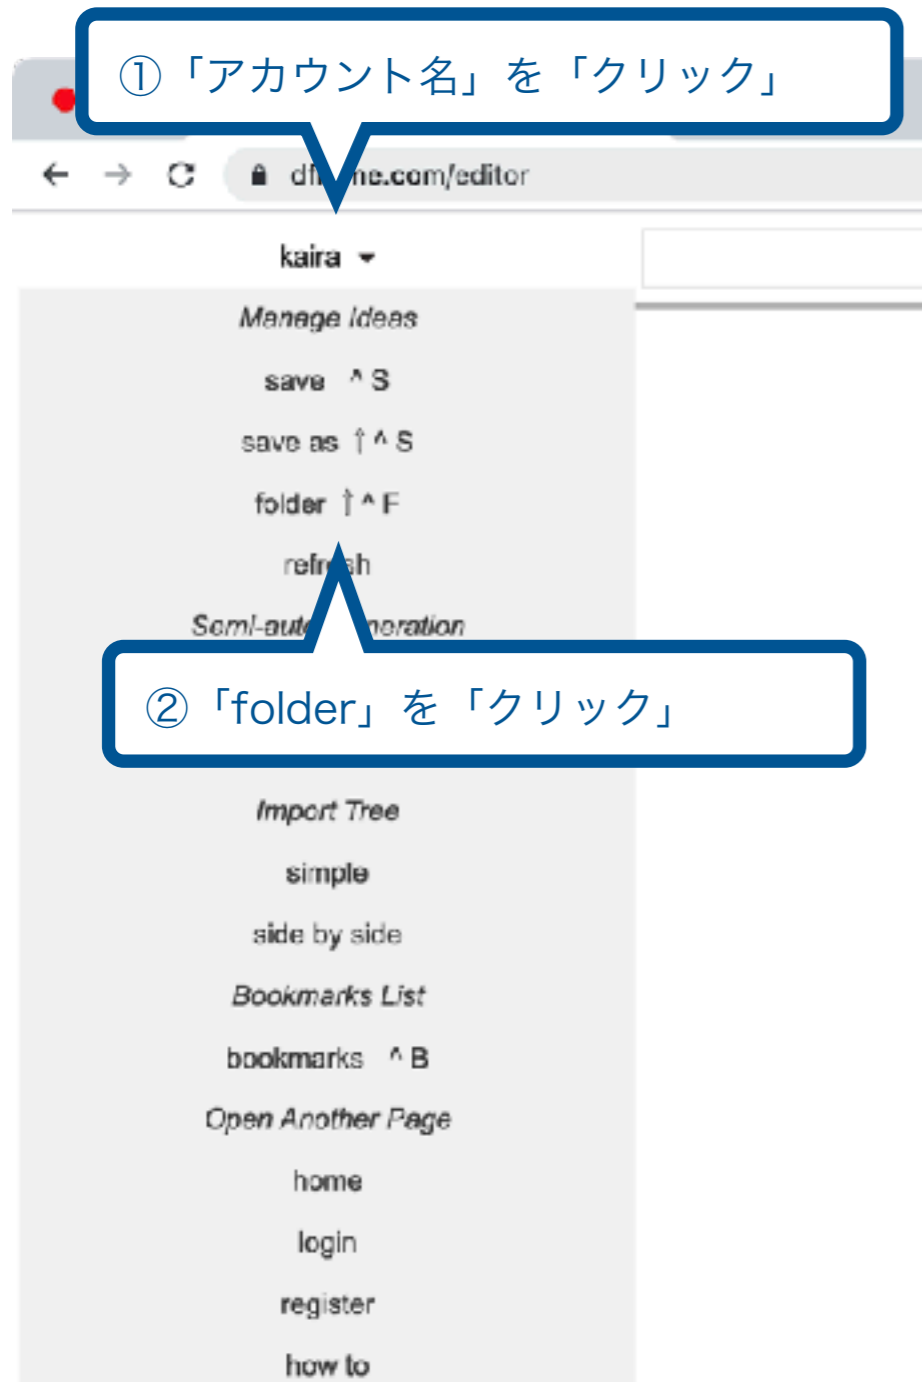 ①「アカウント名」を「クリック」
kaira
Manage Ideas
save ^ S
save as ↑ ^ S
folder ↑ ^ F
refresh
②「folder」を「クリック」
Import Tree
simple
side by side
Bookmarks List
bookmarks ^ B
Open Another Page
home
login
register
how to